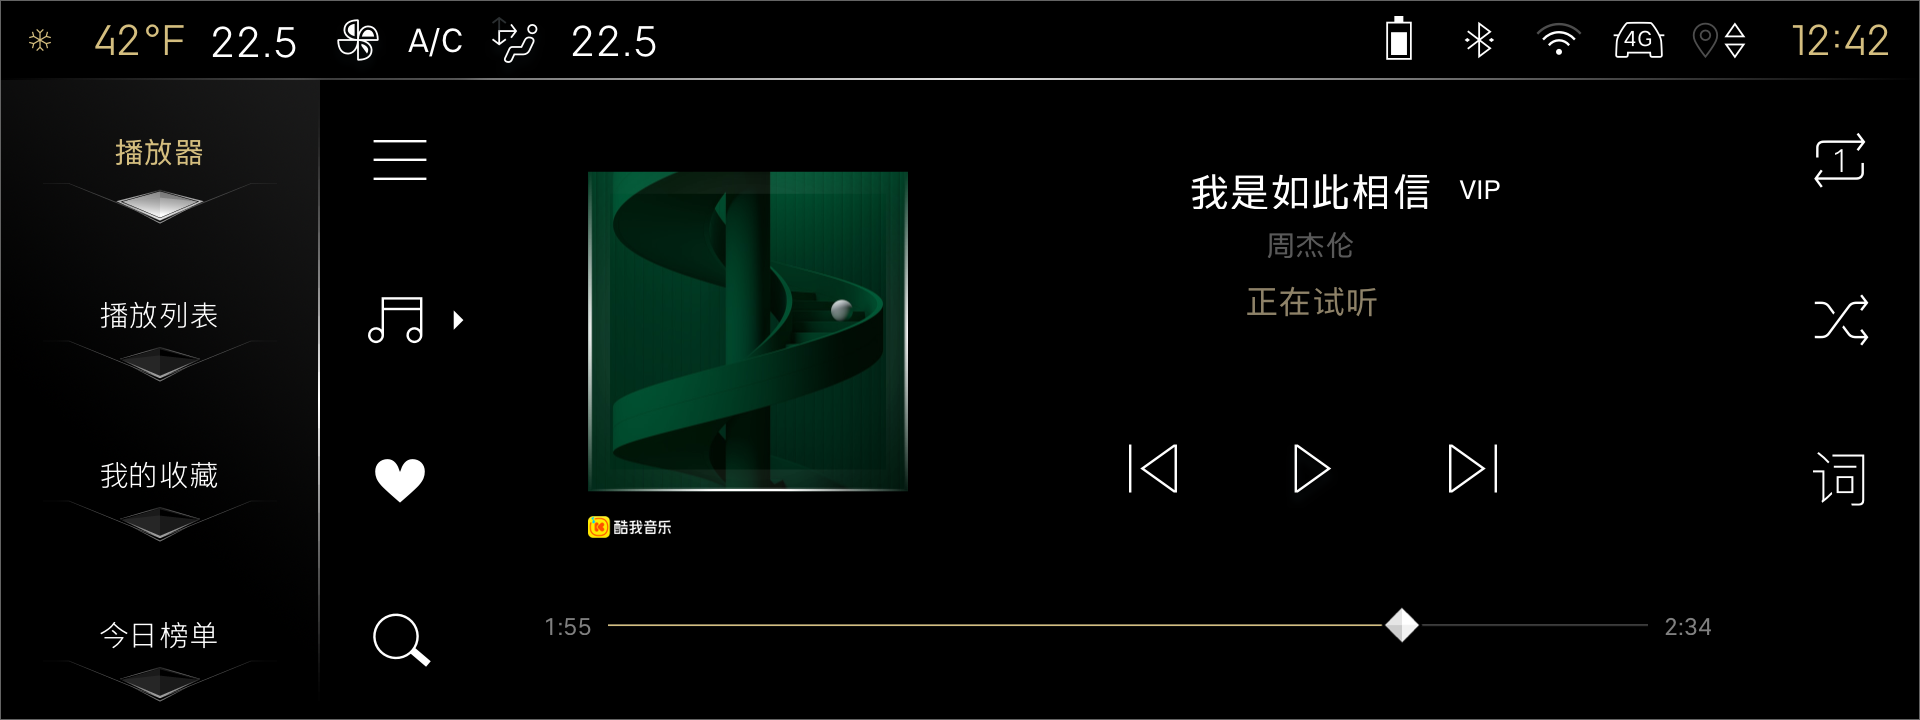 42°F 22.5 A/C 22.5 4G 12:42
播放器
播放列表
我的收藏
今日榜单
我是如此相信 VIP
周杰伦
正在试听
1
词
酷我音乐
1:55 2:34